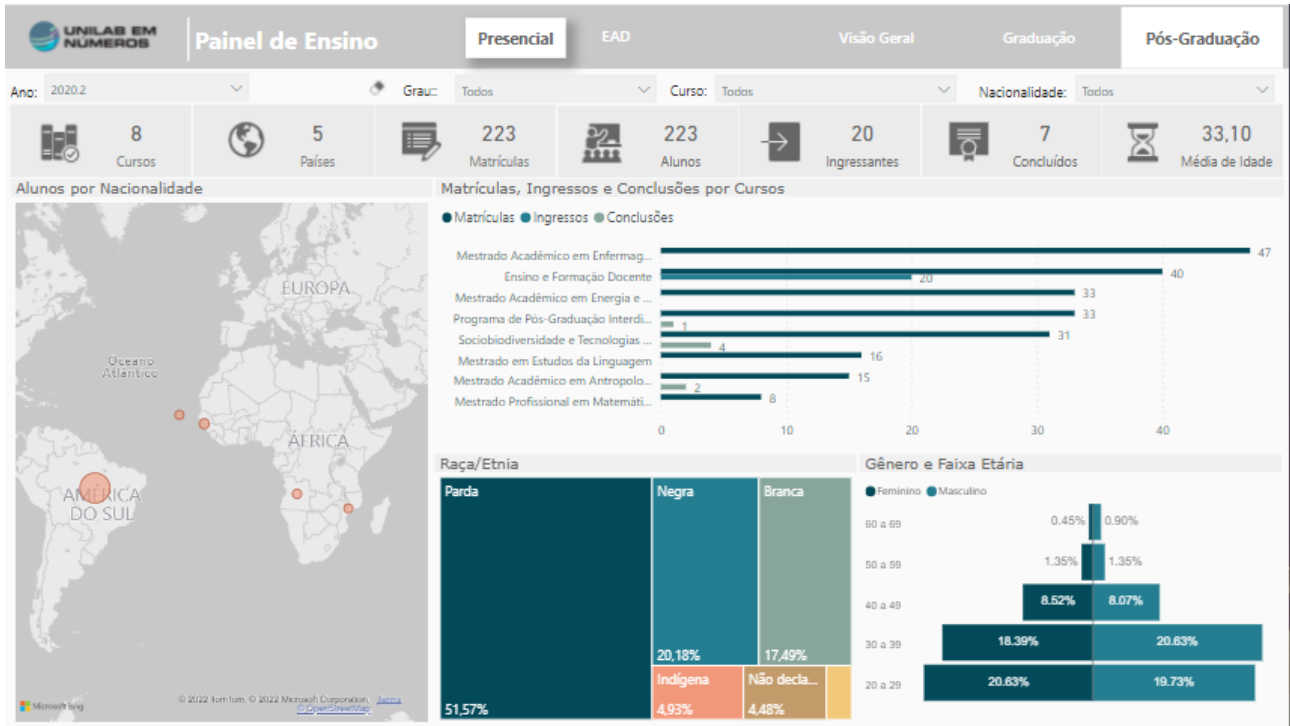 UNILAB EM
NÚMEROS
Painel de Ensino
Presencial
EAD
Visão Geral
Graduação
Pós-Graduação
Ano: 2020.2
Grau:: Todos
Curso: Todos
Nacionalidade: Todos
8
Cursos
5
Países
223
Matrículas
223
Alunos
20
Ingressantes
7
Concluídos
33,10
Média de Idade
Alunos por Nacionalidade
EUROPA
Oceano
Atlântico
ÁFRICA
AMÉRICA
DO SUL
Microsoft Bing
© 2022 TomTom, © 2022 Microsoft Corporation, Terms
© OpenStreetMap
Matrículas, Ingressos e Conclusões por Cursos
Matrículas Ingressos Conclusões
Mestrado Acadêmico em Enfermag... 47
Ensino e Formação Docente 40
20
Mestrado Acadêmico em Energia e ... 33
Programa de Pós-Graduação Interdi... 33
1
Sociobiodiversidade e Tecnologias ... 31
4
Mestrado em Estudos da Linguagem 16
Mestrado Acadêmico em Antropolo... 15
2
Mestrado Profissional em Matemáti... 8
0 10 20 30 40
Raça/Etnia
Parda
51,57%
Negra
20,18%
Branca
17,49%
Indígena
4,93%
Não decla...
4,48%
Gênero e Faixa Etária
Feminino Masculino
60 a 69 0.45% 0.90%
50 a 59 1.35% 1.35%
40 a 49 8.52% 8.07%
30 a 39 18.39% 20.63%
20 a 29 20.63% 19.73%